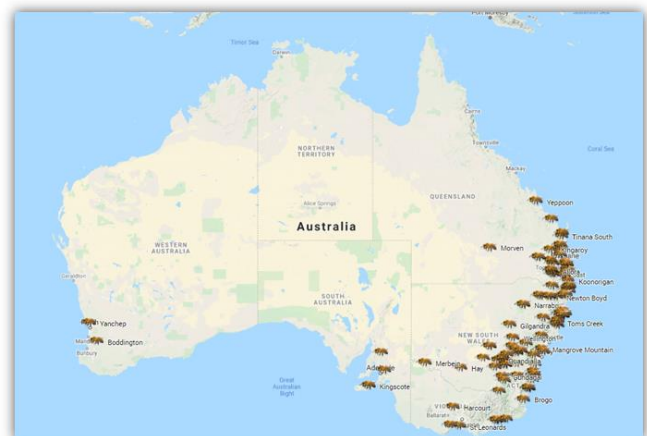 Port Moresby
Timor Sea
Darwin
Cairns
Townsville
Coral Sea
Mackay
NORTHERN
TERRITORY
QUEENSLAND
Yeppoon
Alice Springs
Australia
Tinana South
Morven
WESTERN
AUSTRALIA
Koonorigan
SOUTH
AUSTRALIA
Newton Boyd
Geraldton
Narrabri
Gilgandra
Toms Creek
Yanchep
NEW SOUTH
WALES
Mangrove Mountain
Boddington
Bunbury
Merbein
Hay
Great
Australian
Bight
Kingscote
Brogo
Harcourt
Ballarat
St Leonards